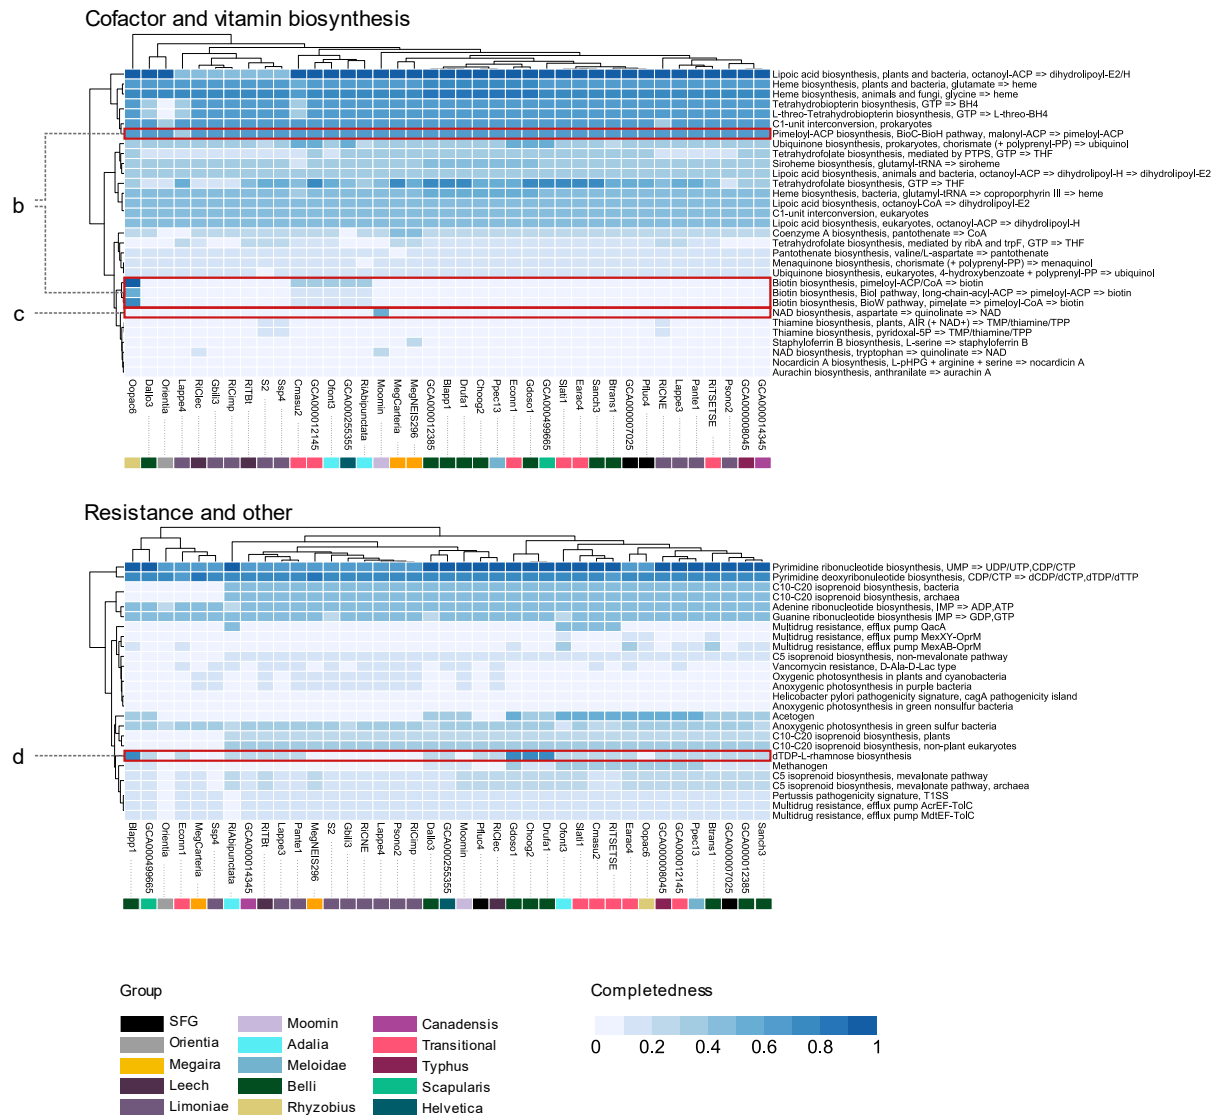 Cofactor and vitamin biosynthesis
Lipoic acid biosynthesis, plants and bacteria, octanoyl-ACP => dihydrolipoyl-E2/H
Heme biosynthesis, plants and bacteria, glutamate => heme
Heme biosynthesis, animals and fungi, glycine => heme
Tetrahydrobiopterin biosynthesis, GTP => BH4
L-threo-Tetrahydrobiopterin biosynthesis, GTP => L-threo-BH4
C1-unit interconversion, prokaryotes
Pimeloyl-ACP biosynthesis, BioC-BioH pathway, malonyl-ACP => pimeloyl-ACP
Ubiquinone biosynthesis, prokaryotes, chorismate (+ polyprenyl-PP) => ubiquinol
Tetrahydrofolate biosynthesis, mediated by PTPS, GTP => THF
Siroheme biosynthesis, glutamyl-tRNA => siroheme
Lipoic acid biosynthesis, animals and bacteria, octanoyl-ACP => dihydrolipoyl-H => dihydrolipoyl-E2
Tetrahydrofolate biosynthesis, GTP => THF
Heme biosynthesis, bacteria, glutamyl-tRNA => coproporphyrin III => heme
Lipoic acid biosynthesis, octanoyl-CoA => dihydrolipoyl-E2
C1-unit interconversion, eukaryotes
Lipoic acid biosynthesis, eukaryotes, octanoyl-ACP => dihydrolipoyl-H
Coenzyme A biosynthesis, pantothenate => CoA
Tetrahydrofolate biosynthesis, mediated by ribA and trpF, GTP => THF
Pantothenate biosynthesis, valine/L-aspartate => pantothenate
Menaquinone biosynthesis, chorismate (+ polyprenyl-PP) => menaquinol
Ubiquinone biosynthesis, eukaryotes, 4-hydroxybenzoate + polyprenyl-PP => ubiquinol
Biotin biosynthesis, pimeloyl-ACP/CoA => biotin
Biotin biosynthesis, BioI pathway, long-chain-acyl-ACP => pimeloyl-ACP => biotin
Biotin biosynthesis, BioW pathway, pimelate => pimeloyl-CoA => biotin
NAD biosynthesis, aspartate => quinolinate => NAD
Thiamine biosynthesis, plants, AIR (+ NAD+) => TMP/thiamine/TPP
Thiamine biosynthesis, pyridoxal-5P => TMP/thiamine/TPP
Staphyloferrin B biosynthesis, L-serine => staphyloferrin B
NAD biosynthesis, tryptophan => quinolinate => NAD
Nocardicin A biosynthesis, L-pHPG + arginine + serine => nocardicin A
Aurachin biosynthesis, anthranilate => aurachin A
b
c
Oopac6
Dallo3
Orientia
Lappe4
RiClec
Gbili3
RiCimp
RiTBt
S2
Ssp4
Cmasu2
GCA000012145
Ofont3
GCA000255355
RiAbipunctata
Moomin
MegCarteria
MegNEIS296
GCA000012385
Blapp1
Drufa1
Choog2
Ppec13
Econn1
Gdoso1
GCA000499665
Slati1
Earac4
Sanch3
Btrans1
GCA000007025
Pfluc4
RiCNE
Lappe3
Pante1
RiTSETSE
Psono2
GCA000008045
GCA000014345
Resistance and other
Pyrimidine ribonucleotide biosynthesis, UMP => UDP/UTP,CDP/CTP
Pyrimidine deoxyribonuleotide biosynthesis, CDP/CTP => dCDP/dCTP,dTDP/dTTP
C10-C20 isoprenoid biosynthesis, bacteria
C10-C20 isoprenoid biosynthesis, archaea
Adenine ribonucleotide biosynthesis, IMP => ADP,ATP
Guanine ribonucleotide biosynthesis IMP => GDP,GTP
Multidrug resistance, efflux pump QacA
Multidrug resistance, efflux pump MexXY-OprM
Multidrug resistance, efflux pump MexAB-OprM
C5 isoprenoid biosynthesis, non-mevalonate pathway
Vancomycin resistance, D-Ala-D-Lac type
Oxygenic photosynthesis in plants and cyanobacteria
Anoxygenic photosynthesis in purple bacteria
Helicobacter pylori pathogenicity signature, cagA pathogenicity island
Anoxygenic photosynthesis in green nonsulfur bacteria
Acetogen
Anoxygenic photosynthesis in green sulfur bacteria
C10-C20 isoprenoid biosynthesis, plants
C10-C20 isoprenoid biosynthesis, non-plant eukaryotes
dTDP-L-rhamnose biosynthesis
Methanogen
C5 isoprenoid biosynthesis, mevalonate pathway
C5 isoprenoid biosynthesis, mevalonate pathway, archaea
Pertussis pathogenicity signature, T1SS
Multidrug resistance, efflux pump AcrEF-TolC
Multidrug resistance, efflux pump MdtEF-TolC
d
Blapp1
GCA000499665
Orientia
Econn1
MegCarteria
Ssp4
RiAbipunctata
GCA000014345
RiTBt
Lappe3
Pante1
MegNEIS296
S2
Gbili3
RiCNE
Lappe4
Psono2
RiCimp
Dallo3
GCA000255355
Moomin
Pfluc4
RiClec
Gdoso1
Choog2
Drufa1
Ofont3
Slati1
Cmasu2
RiTSETSE
Earac4
Oopac6
GCA000008045
GCA000012145
Ppec13
Btrans1
GCA000007025
GCA000012385
Sanch3
Group
SFG
Orientia
Megaira
Leech
Limoniae
Moomin
Adalia
Meloidae
Belli
Rhyzobius
Canadensis
Transitional
Typhus
Scapularis
Helvetica
Completedness
0 0.2 0.4 0.6 0.8 1